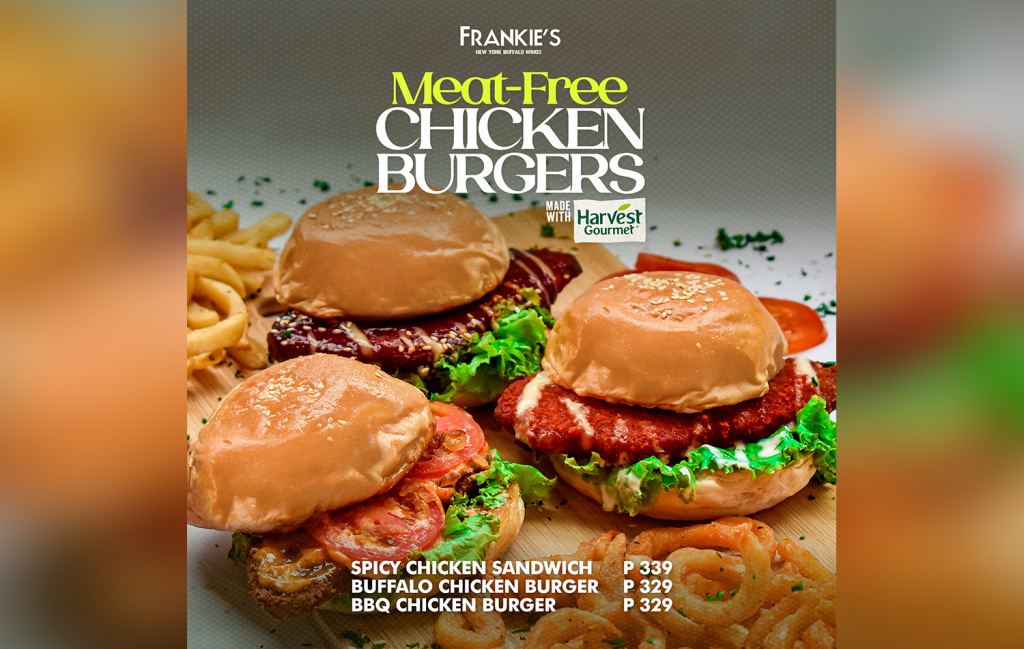 FRANKIE'S
NEW YORK BUFFALO WINGS
Meat-Free
CHICKEN
BURGERS
MADE
WITH
Harvest
Gourmet
SPICY CHICKEN SANDWICH P 339
BUFFALO CHICKEN BURGER P 329
BBQ CHICKEN BURGER P 329